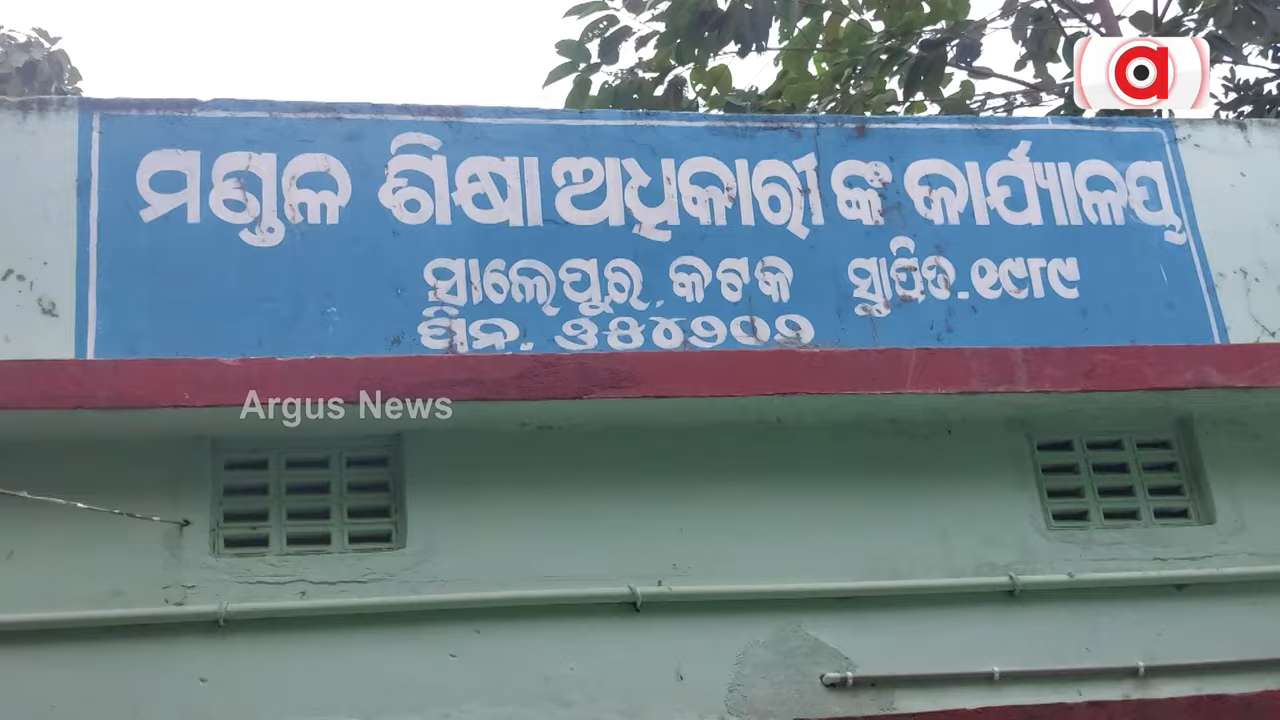 ମଣ୍ଡଳ ଶିକ୍ଷା ଅଧିକାରୀ ଙ୍କ କାର୍ଯ୍ୟାଳୟ
ସାଲେପୁର, କଟକ ସ୍ଥାପିତ. ୧୯୮୯
ପିନ. ୭୫୪୨୦୨
Argus News
a